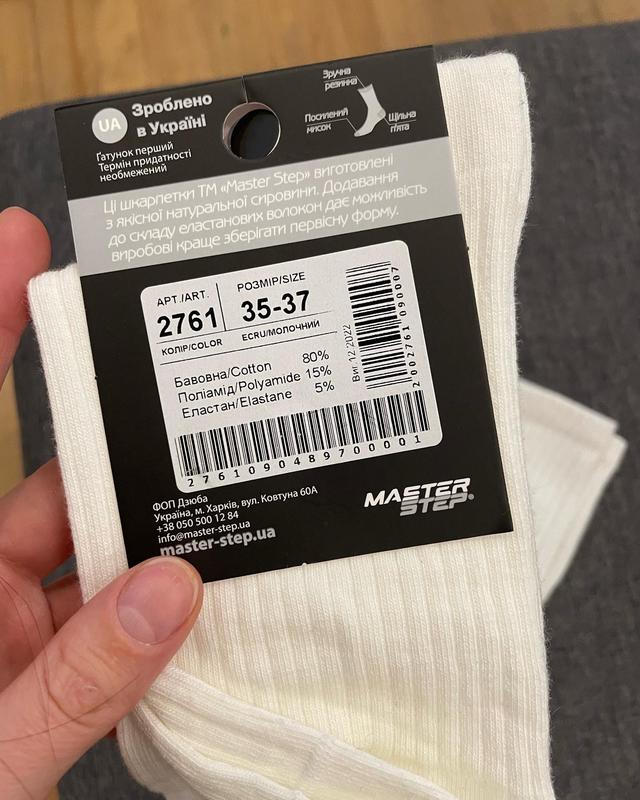 UA
Зроблено
в Україні
Ґатунок перший
Термін придатності
необмежений
Зручна
резинка
Посилений
мисок
Щільна
п'ята
Ці шкарпетки ТМ «Master Step» виготовлені
з якісної натуральної сировини. Додавання
до складу еластанових волокон дає можливість
виробові краще зберігати первісну форму.
АРТ./ART.
2761
РОЗМІР/SIZE
35-37
КОЛІР/COLOR
ECRU/МОЛОЧНИЙ
Бавовна/Cotton 80%
Поліамід/Polyamide 15%
Еластан/Elastane 5%
Виг.12.2022
2002761090007
2761090489700001
ФОП Дзюба
Україна, м. Харків, вул. Ковтуна 60А
+38 050 500 12 84
info@master-step.ua
master-step.ua
MASTER
STEP®